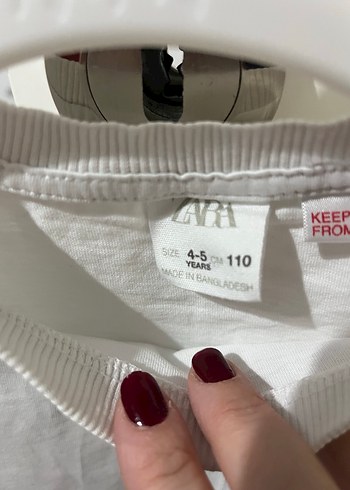 ZARA
SIZE 4-5 CM 110
YEARS
MADE IN BANGLADESH
KEEP
FROM